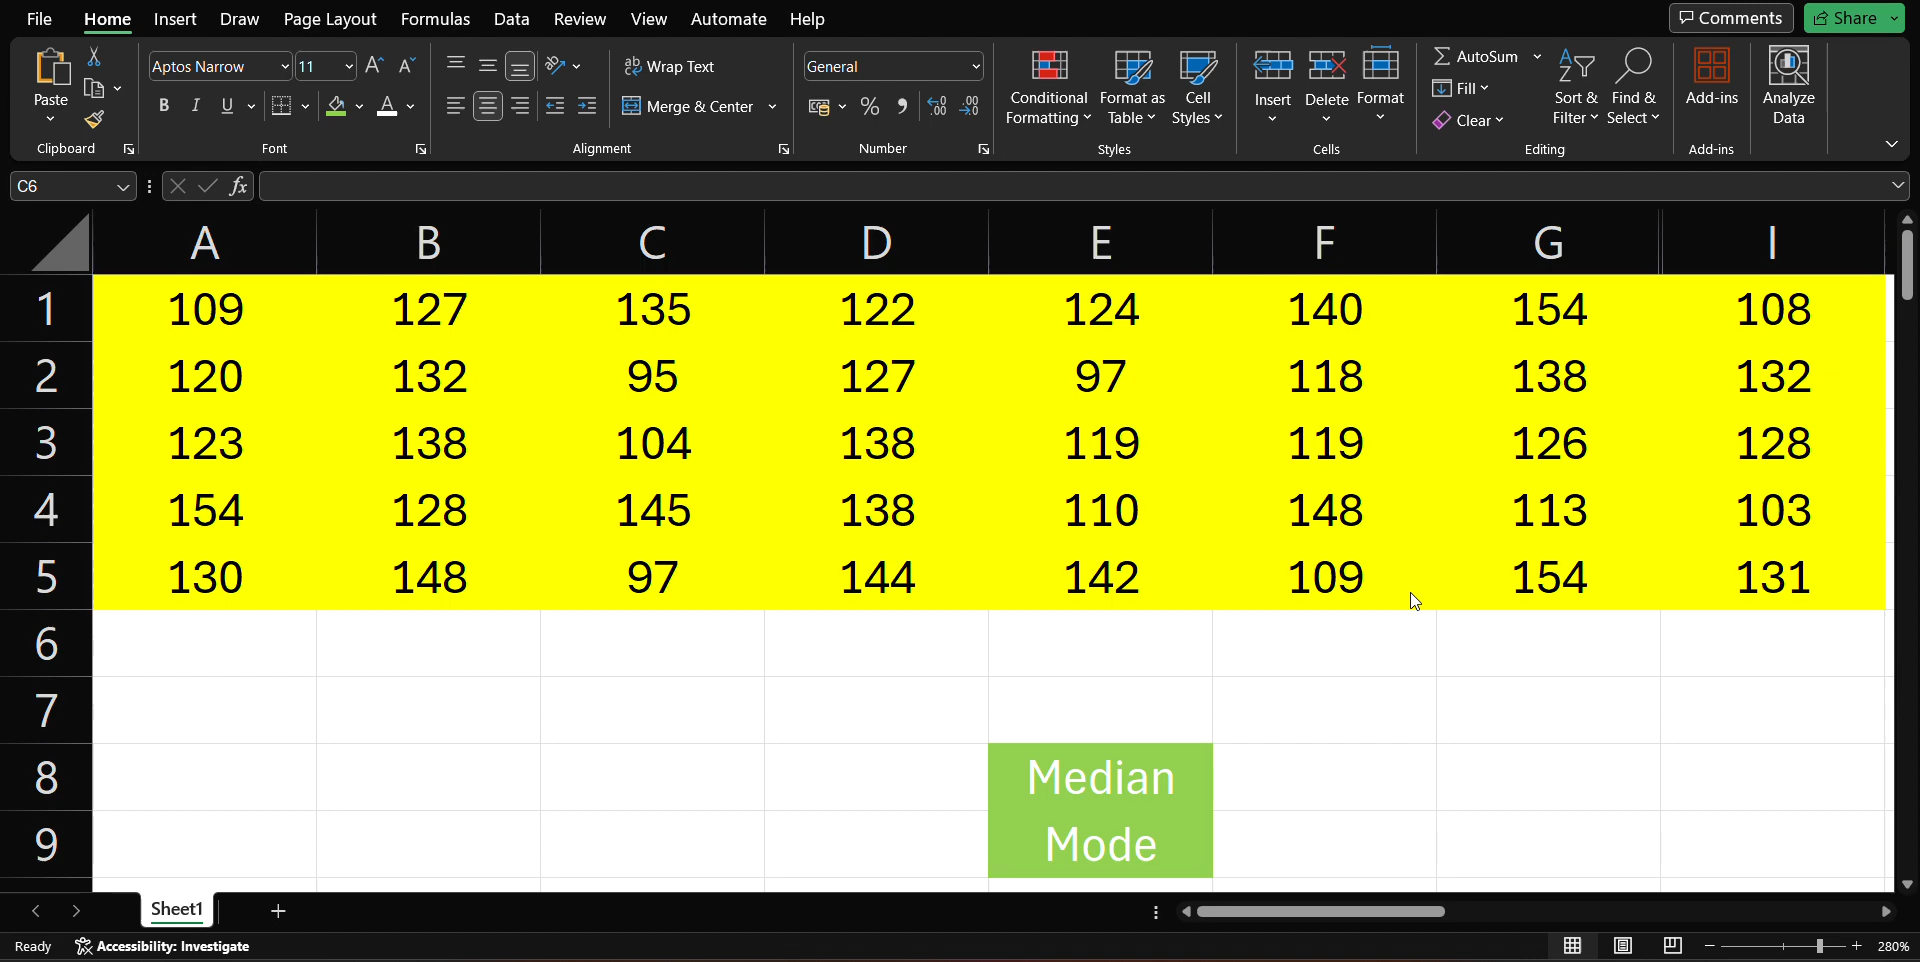 File Home Insert Draw Page Layout Formulas Data Review View Automate Help Comments Share
Aptos Narrow 11 Wrap Text General AutoSum
Paste B I U A Merge & Center % Conditional Formatting Format as Table Cell Styles Insert Delete Format Fill Clear Sort & Filter Find & Select Add-ins Analyze Data
Clipboard Font Alignment Number Styles Cells Editing Add-ins
C6 fx
A B C D E F G I
1 109 127 135 122 124 140 154 108
2 120 132 95 127 97 118 138 132
3 123 138 104 138 119 119 126 128
4 154 128 145 138 110 148 113 103
5 130 148 97 144 142 109 154 131
6
7
8 Median
9 Mode
Sheet1
Ready Accessibility: Investigate 280%